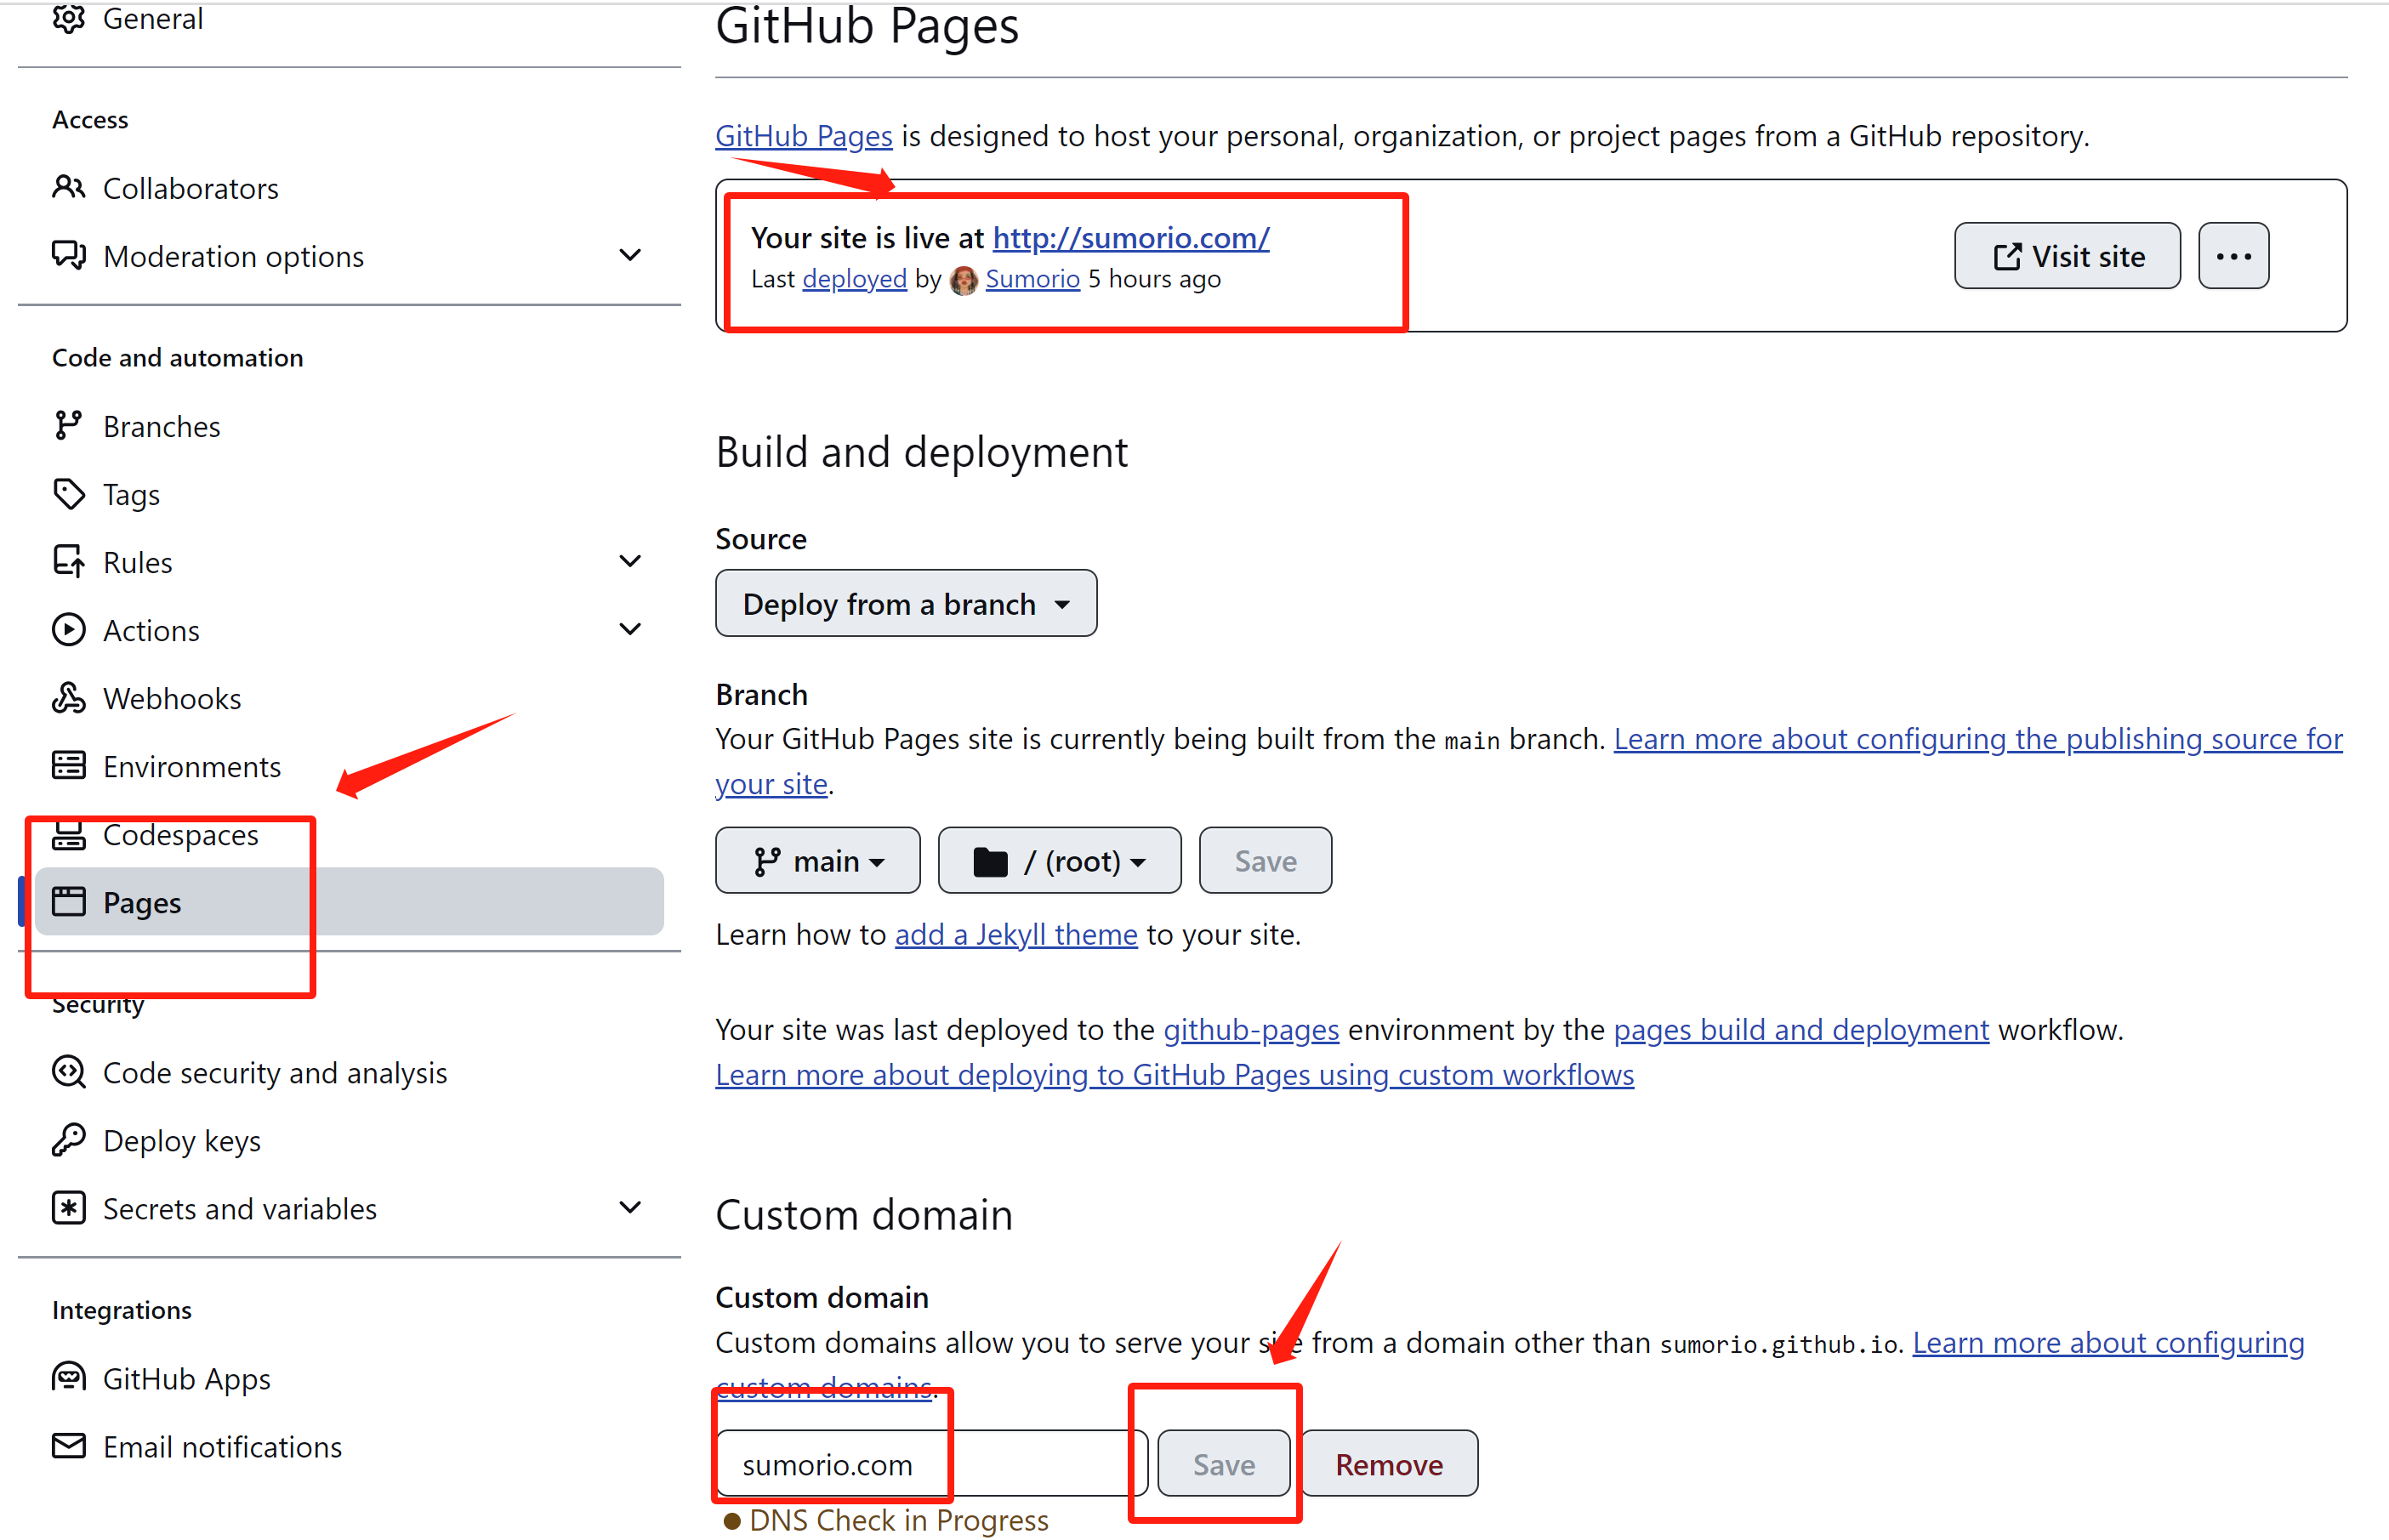 General
Access
Collaborators
Moderation options
Code and automation
Branches
Tags
Rules
Actions
Webhooks
Environments
Codespaces
Pages
Security
Code security and analysis
Deploy keys
Secrets and variables
Integrations
GitHub Apps
Email notifications
GitHub Pages
GitHub Pages is designed to host your personal, organization, or project pages from a GitHub repository.
Your site is live at http://sumorio.com/
Last deployed by Sumorio 5 hours ago
Visit site
Build and deployment
Source
Deploy from a branch
Branch
Your GitHub Pages site is currently being built from the main branch. Learn more about configuring the publishing source for
your site.
main / (root) Save
Learn how to add a Jekyll theme to your site.
Your site was last deployed to the github-pages environment by the pages build and deployment workflow.
Learn more about deploying to GitHub Pages using custom workflows
Custom domain
Custom domain
Custom domains allow you to serve your site from a domain other than sumorio.github.io. Learn more about configuring
custom domains.
sumorio.com Save Remove
DNS Check in Progress